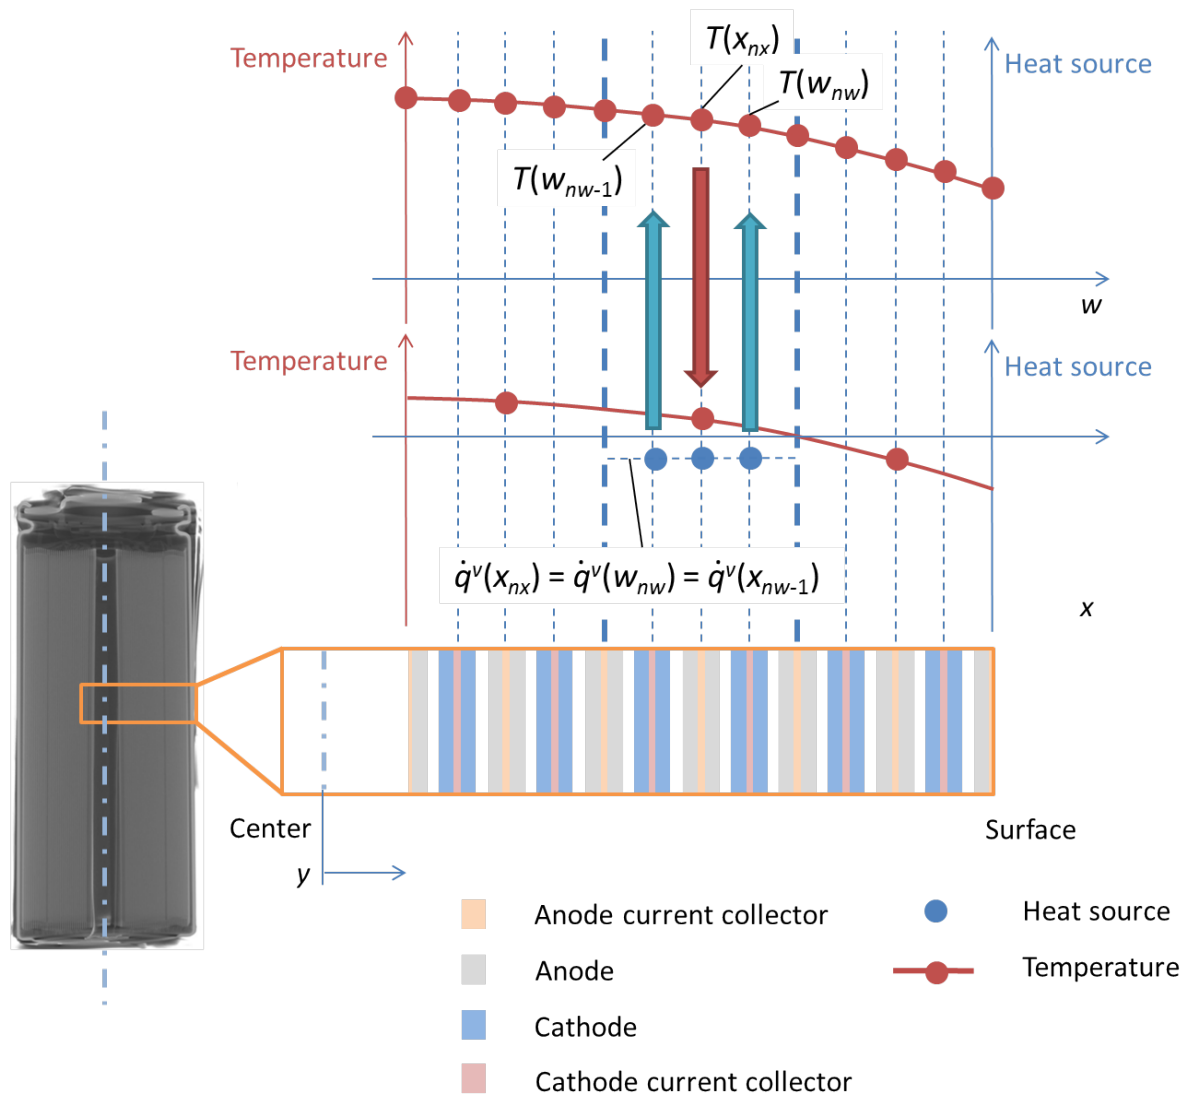 T(x_nx)
Temperature
Heat source
T(w_nw)
T(w_nw-1)
w
Temperature
Heat source
q̇ᵛ(x_nx) = q̇ᵛ(w_nw) = q̇ᵛ(x_nw-1)
x
Center
Surface
y
Anode current collector
Heat source
Anode
Temperature
Cathode
Cathode current collector